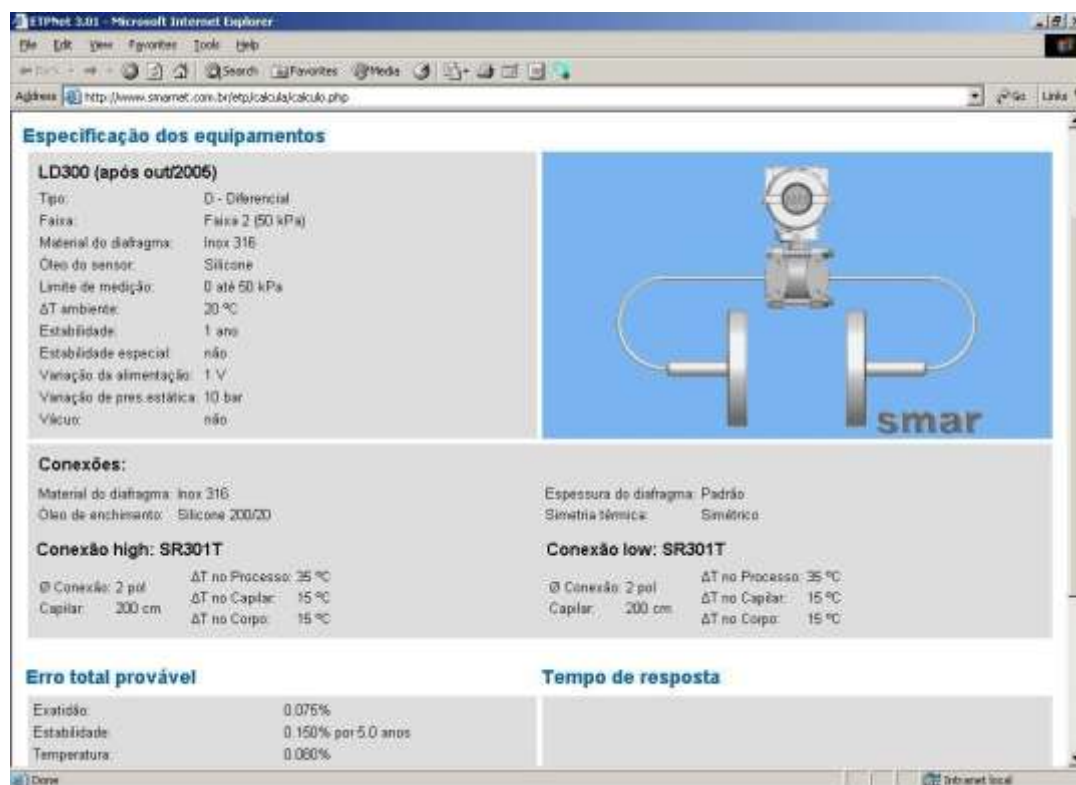 ETPNet 3.01 - Microsoft Internet Explorer
File Edit View Favorites Tools Help
Search Favorites Media
Address http://www.smarnet.com.br/etp/calcula/calculo.php Go Links
Especificação dos equipamentos
LD300 (após out/2005)
Tipo: D - Diferencial
Faixa: Faixa 2 (50 kPa)
Material do diafragma: Inox 316
Óleo do sensor: Silicone
Limite de medição: 0 até 50 kPa
ΔT ambiente: 20 ºC
Estabilidade: 1 ano
Estabilidade especial: não
Variação da alimentação: 1 V
Variação de pres.estática: 10 bar
Vácuo: não
smar
Conexões:
Material do diafragma: Inox 316 Espessura do diafragma: Padrão
Óleo de enchimento: Silicone 200/20 Simetria térmica: Simétrico
Conexão high: SR301T Conexão low: SR301T
Ø Conexão: 2 pol ΔT no Processo: 35 ºC Ø Conexão: 2 pol ΔT no Processo: 35 ºC
Capilar: 200 cm ΔT no Capilar: 15 ºC Capilar: 200 cm ΔT no Capilar: 15 ºC
ΔT no Corpo: 15 ºC ΔT no Corpo: 15 ºC
Erro total provável Tempo de resposta
Exatidão: 0.075%
Estabilidade: 0.150% por 5.0 anos
Temperatura: 0.080%
Done Intranet local